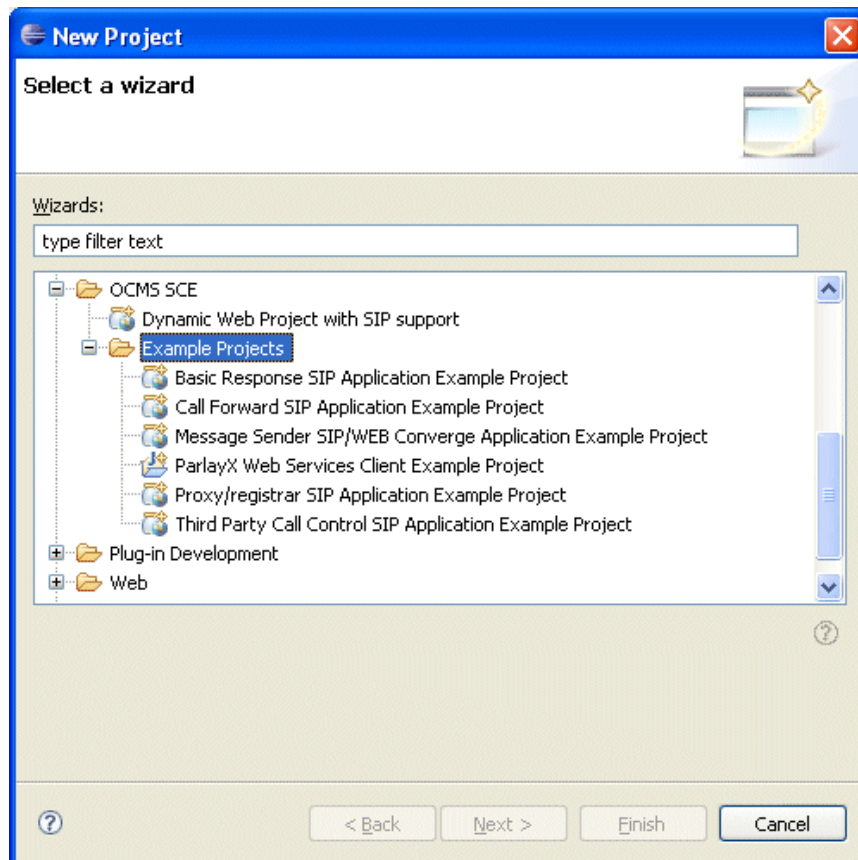 New Project
Select a wizard
Wizards:
type filter text
OCMS SCE
Dynamic Web Project with SIP support
Example Projects
Basic Response SIP Application Example Project
Call Forward SIP Application Example Project
Message Sender SIP/WEB Converge Application Example Project
ParlayX Web Services Client Example Project
Proxy/registrar SIP Application Example Project
Third Party Call Control SIP Application Example Project
Plug-in Development
Web
< Back Next > Finish Cancel